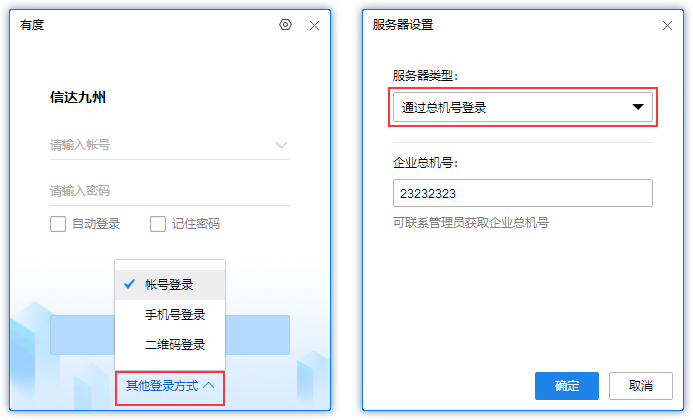 有度
信达九州
请输入帐号
请输入密码
自动登录 记住密码
帐号登录
手机号登录
二维码登录
其他登录方式
服务器设置
服务器类型：
通过总机号登录
企业总机号：
23232323
可联系管理员获取企业总机号
确定 取消